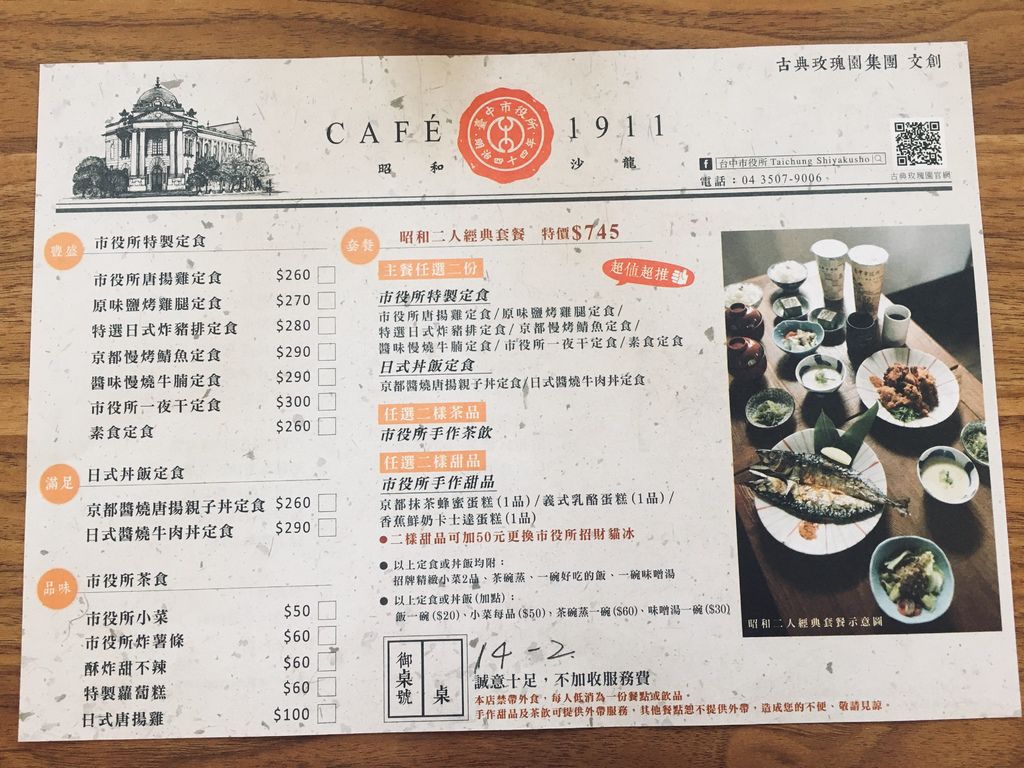 古典玫瑰園集團 文創
CAFÉ 1911
臺中市役所
明治四十四年
昭和沙龍
f 台中市役所 Taichung Shiyakusho
電話：04 3507-9006
古典玫瑰園官網
豐盛 市役所特製定食
市役所唐揚雞定食 $260
原味鹽烤雞腿定食 $270
特選日式炸豬排定食 $280
京都慢烤鯖魚定食 $290
醬味慢燒牛腩定食 $290
市役所一夜干定食 $300
素食定食 $260
滿足 日式丼飯定食
京都醬燒唐揚親子丼定食 $260
日式醬燒牛肉丼定食 $290
品味 市役所茶食
市役所小菜 $50
市役所炸薯條 $60
酥炸甜不辣 $60
特製蘿蔔糕 $60
日式唐揚雞 $100
套餐 昭和二人經典套餐 特價$745
主餐任選二份
超值超推
市役所特製定食
市役所唐揚雞定食/原味鹽烤雞腿定食/
特選日式炸豬排定食/京都慢烤鯖魚定食/
醬味慢燒牛腩定食/市役所一夜干定食/素食定食
日式丼飯定食
京都醬燒唐揚親子丼定食/日式醬燒牛肉丼定食
任選二樣茶品
市役所手作茶飲
任選二樣甜品
市役所手作甜品
京都抹茶蜂蜜蛋糕(1品)/義式乳酪蛋糕(1品)/
香蕉鮮奶卡士達蛋糕(1品)
●二樣甜品可加50元更換市役所招財貓冰
● 以上定食或丼飯均附：
招牌精緻小菜2品、茶碗蒸、一碗好吃的飯、一碗味噌湯
● 以上定食或丼飯(加點)：
飯一碗($20)、小菜每品($50)，茶碗蒸一碗($60)、味噌湯一碗($30)
御桌號 桌
14-2
誠意十足，不加收服務費
本店禁帶外食，每人低消為一份餐點或飲品。
手作甜品及茶飲可提供外帶服務，其他餐點恕不提供外帶，造成您的不便、敬請見諒。
昭和二人經典套餐示意圖